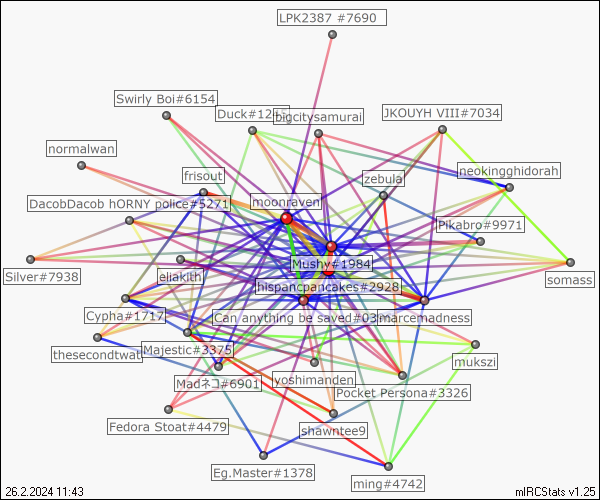 LPK2387 #7690
Swirly Boi#6154
Duck#12
bigcitysamurai
JKOUYH VIII#7034
normalwan
frisout
zebula
neokingghidorah
DacobDacob hORNY police#5271
moonraven
Pikabro#9971
Silver#7938
eliakith
Mushy#1984
somass
hispancpancakes#2928
Cypha#1717
Can anything be saved#03
marcemadness
thesecondtwat
Majestic#3375
mukszi
Madネコ#6901
yoshimanden
Pocket Persona#3326
Fedora Stoat#4479
shawntee9
Eg.Master#1378
ming#4742
26.2.2024 11:43
mIRCStats v1.25